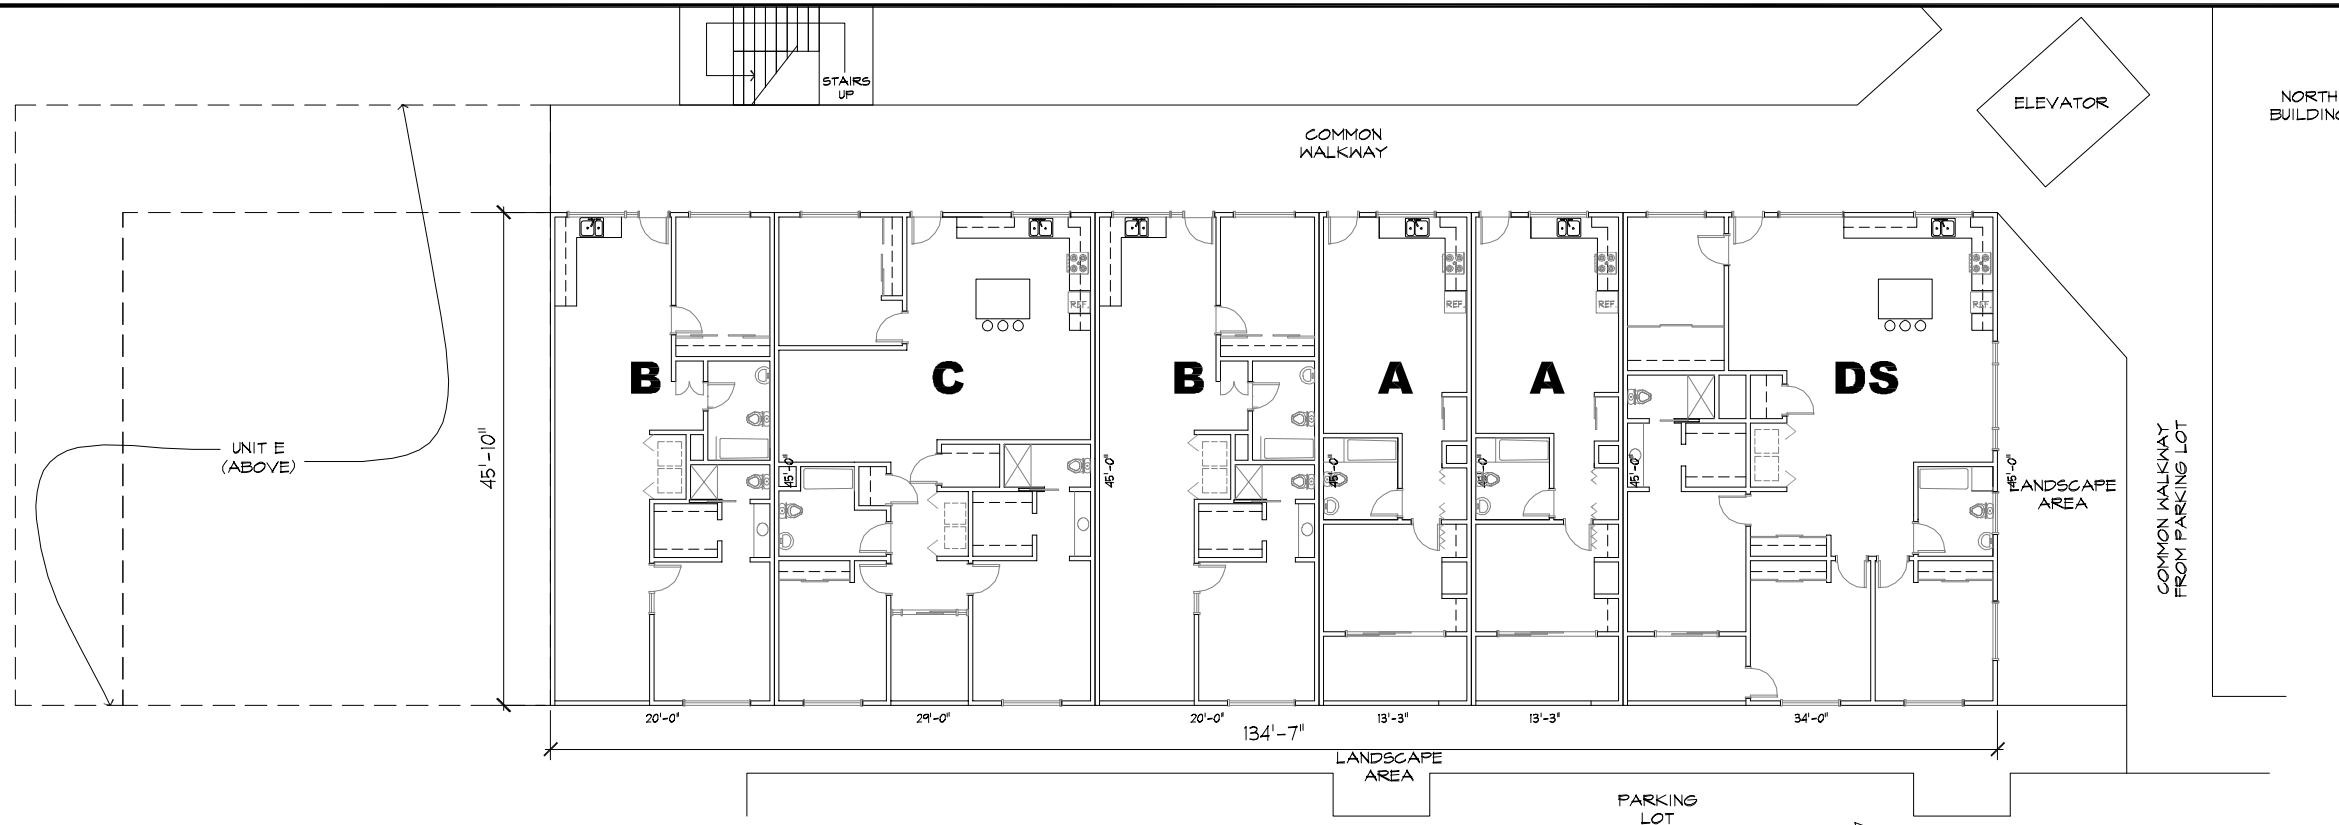 STAIRS
UP
ELEVATOR
NORTH
BUILDING
COMMON
WALKWAY
REF.
REF.
REF.
REF.
B
C
B
A
A
DS
UNIT E
(ABOVE)
45'-10"
45'-0"
45'-0"
45'-0"
45'-0"
45'-0"
45'-0"
LANDSCAPE
AREA
COMMON WALKWAY
FROM PARKING LOT
20'-0"
29'-0"
20'-0"
13'-3"
13'-3"
34'-0"
134'-7"
LANDSCAPE
AREA
PARKING
LOT